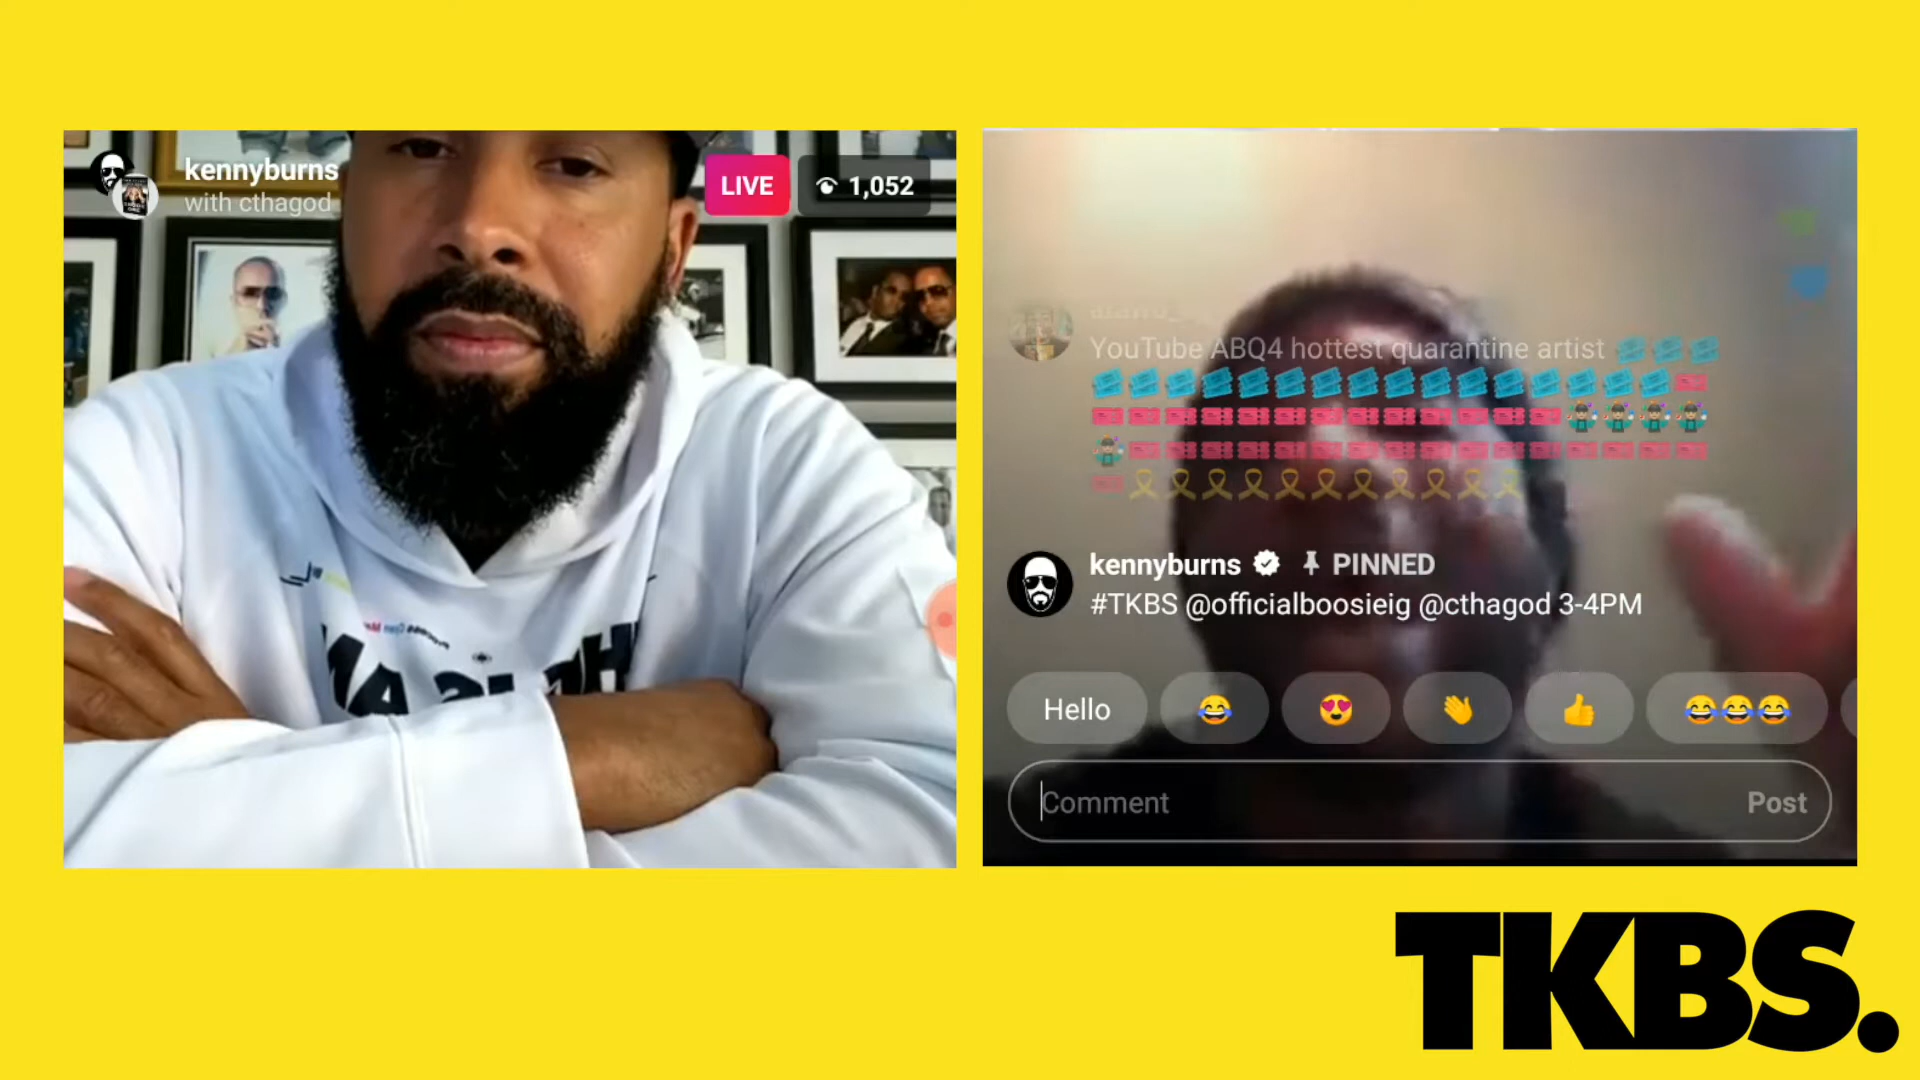 kennyburns
with cthagod
LIVE
1,052
YouTube ABQ4 hottest quarantine artist
kennyburns PINNED
#TKBS @officialboosieig @cthagod 3-4PM
Hello
Comment
Post
TKBS.